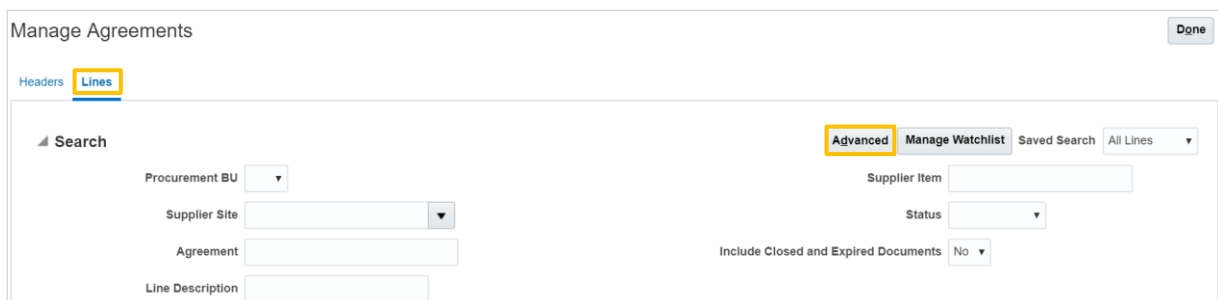 Manage Agreements
Done
Headers Lines
Search
Advanced Manage Watchlist Saved Search All Lines
Procurement BU
Supplier Item
Supplier Site
Status
Agreement
Include Closed and Expired Documents No
Line Description